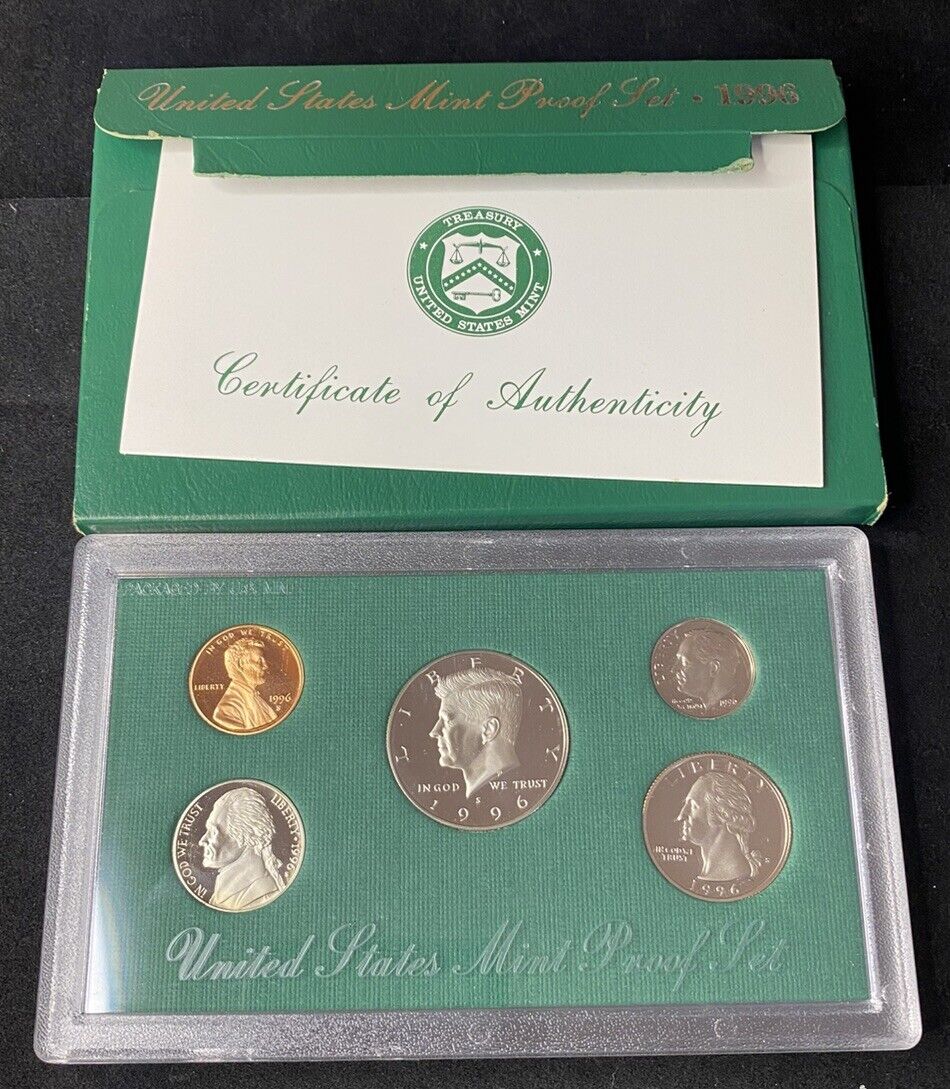 United States Mint Proof Set - 1996
TREASURY
UNITED STATES MINT
Certificate of Authenticity
PACKAGED BY U.S. MINT
IN GOD WE TRUST
LIBERTY
1996
S
LIBERTY
IN GOD WE TRUST
S
1996
LIBERTY
1996
IN GOD WE TRUST
LIBERTY · 1996
S
LIBERTY
IN GOD WE
TRUST
S
1996
United States Mint Proof Set